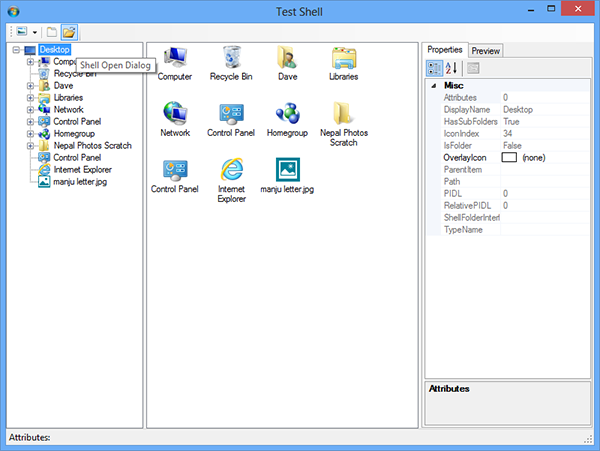 Test Shell
Desktop
Shell Open Dialog
Recycle Bin
Dave
Libraries
Network
Control Panel
Homegroup
Nepal Photos Scratch
Control Panel
Internet Explorer
manju letter.jpg
Computer
Recycle Bin
Dave
Libraries
Network
Control Panel
Homegroup
Nepal Photos
Scratch
Control Panel
Internet
Explorer
manju letter.jpg
Properties Preview
Misc
Attributes 0
DisplayName Desktop
HasSubFolders True
IconIndex 34
IsFolder False
OverlayIcon (none)
ParentItem
Path
PIDL 0
RelativePIDL 0
ShellFolderInterf
TypeName
Attributes
Attributes: